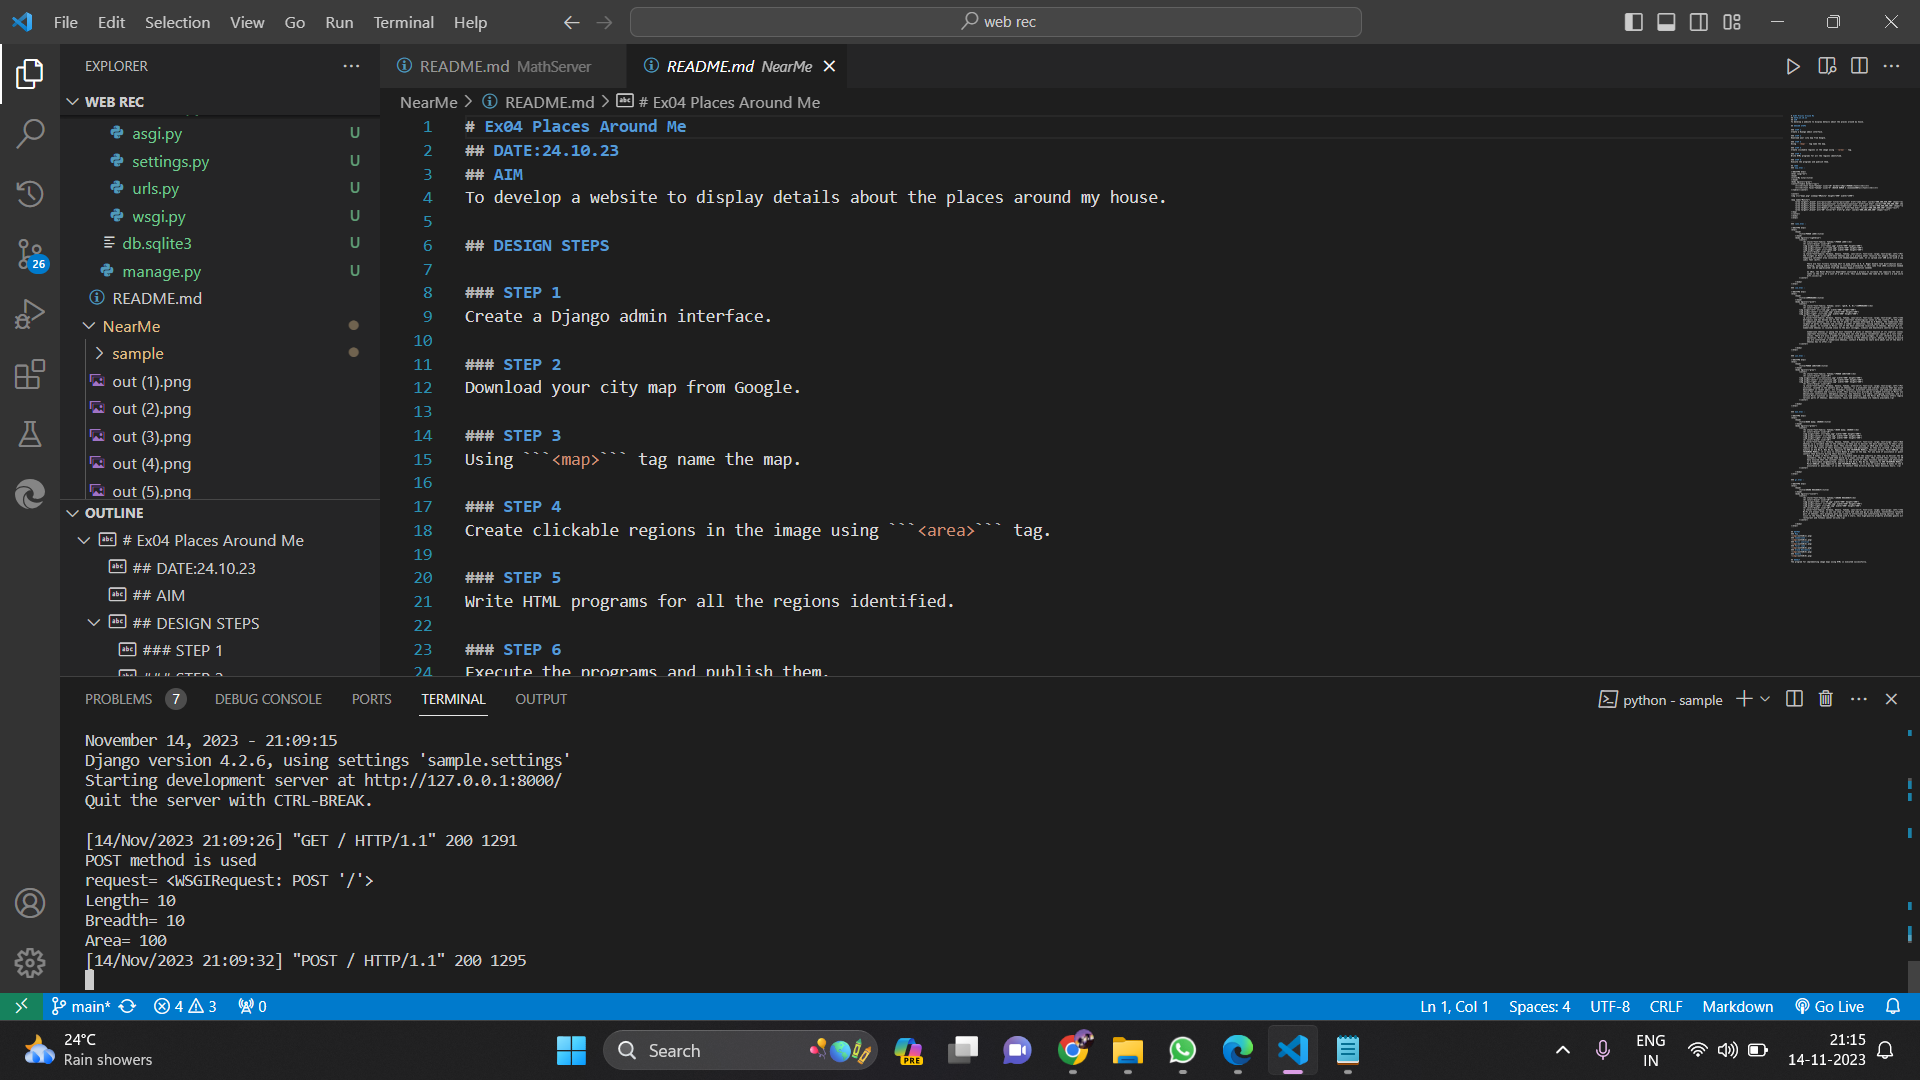 File Edit Selection View Go Run Terminal Help
web rec
EXPLORER
WEB REC
asgi.py U
settings.py U
urls.py U
wsgi.py U
db.sqlite3 U
manage.py U
README.md
NearMe
sample
out (1).png
out (2).png
out (3).png
out (4).png
out (5).png
OUTLINE
# Ex04 Places Around Me
## DATE:24.10.23
## AIM
## DESIGN STEPS
### STEP 1
README.md MathServer
README.md NearMe
NearMe > README.md > # Ex04 Places Around Me
1 # Ex04 Places Around Me
2 ## DATE:24.10.23
3 ## AIM
4 To develop a website to display details about the places around my house.
5
6 ## DESIGN STEPS
7
8 ### STEP 1
9 Create a Django admin interface.
10
11 ### STEP 2
12 Download your city map from Google.
13
14 ### STEP 3
15 Using ```<map>``` tag name the map.
16
17 ### STEP 4
18 Create clickable regions in the image using ```<area>``` tag.
19
20 ### STEP 5
21 Write HTML programs for all the regions identified.
22
23 ### STEP 6
24 Execute the programs and publish them.
PROBLEMS 7 DEBUG CONSOLE PORTS TERMINAL OUTPUT
python - sample
November 14, 2023 - 21:09:15
Django version 4.2.6, using settings 'sample.settings'
Starting development server at http://127.0.0.1:8000/
Quit the server with CTRL-BREAK.
[14/Nov/2023 21:09:26] "GET / HTTP/1.1" 200 1291
POST method is used
request= <WSGIRequest: POST '/'>
Length= 10
Breadth= 10
Area= 100
[14/Nov/2023 21:09:32] "POST / HTTP/1.1" 200 1295
26
main* 4 3 0
Ln 1, Col 1 Spaces: 4 UTF-8 CRLF Markdown Go Live
24°C
Rain showers
Search
PRE
ENG
IN
21:15
14-11-2023